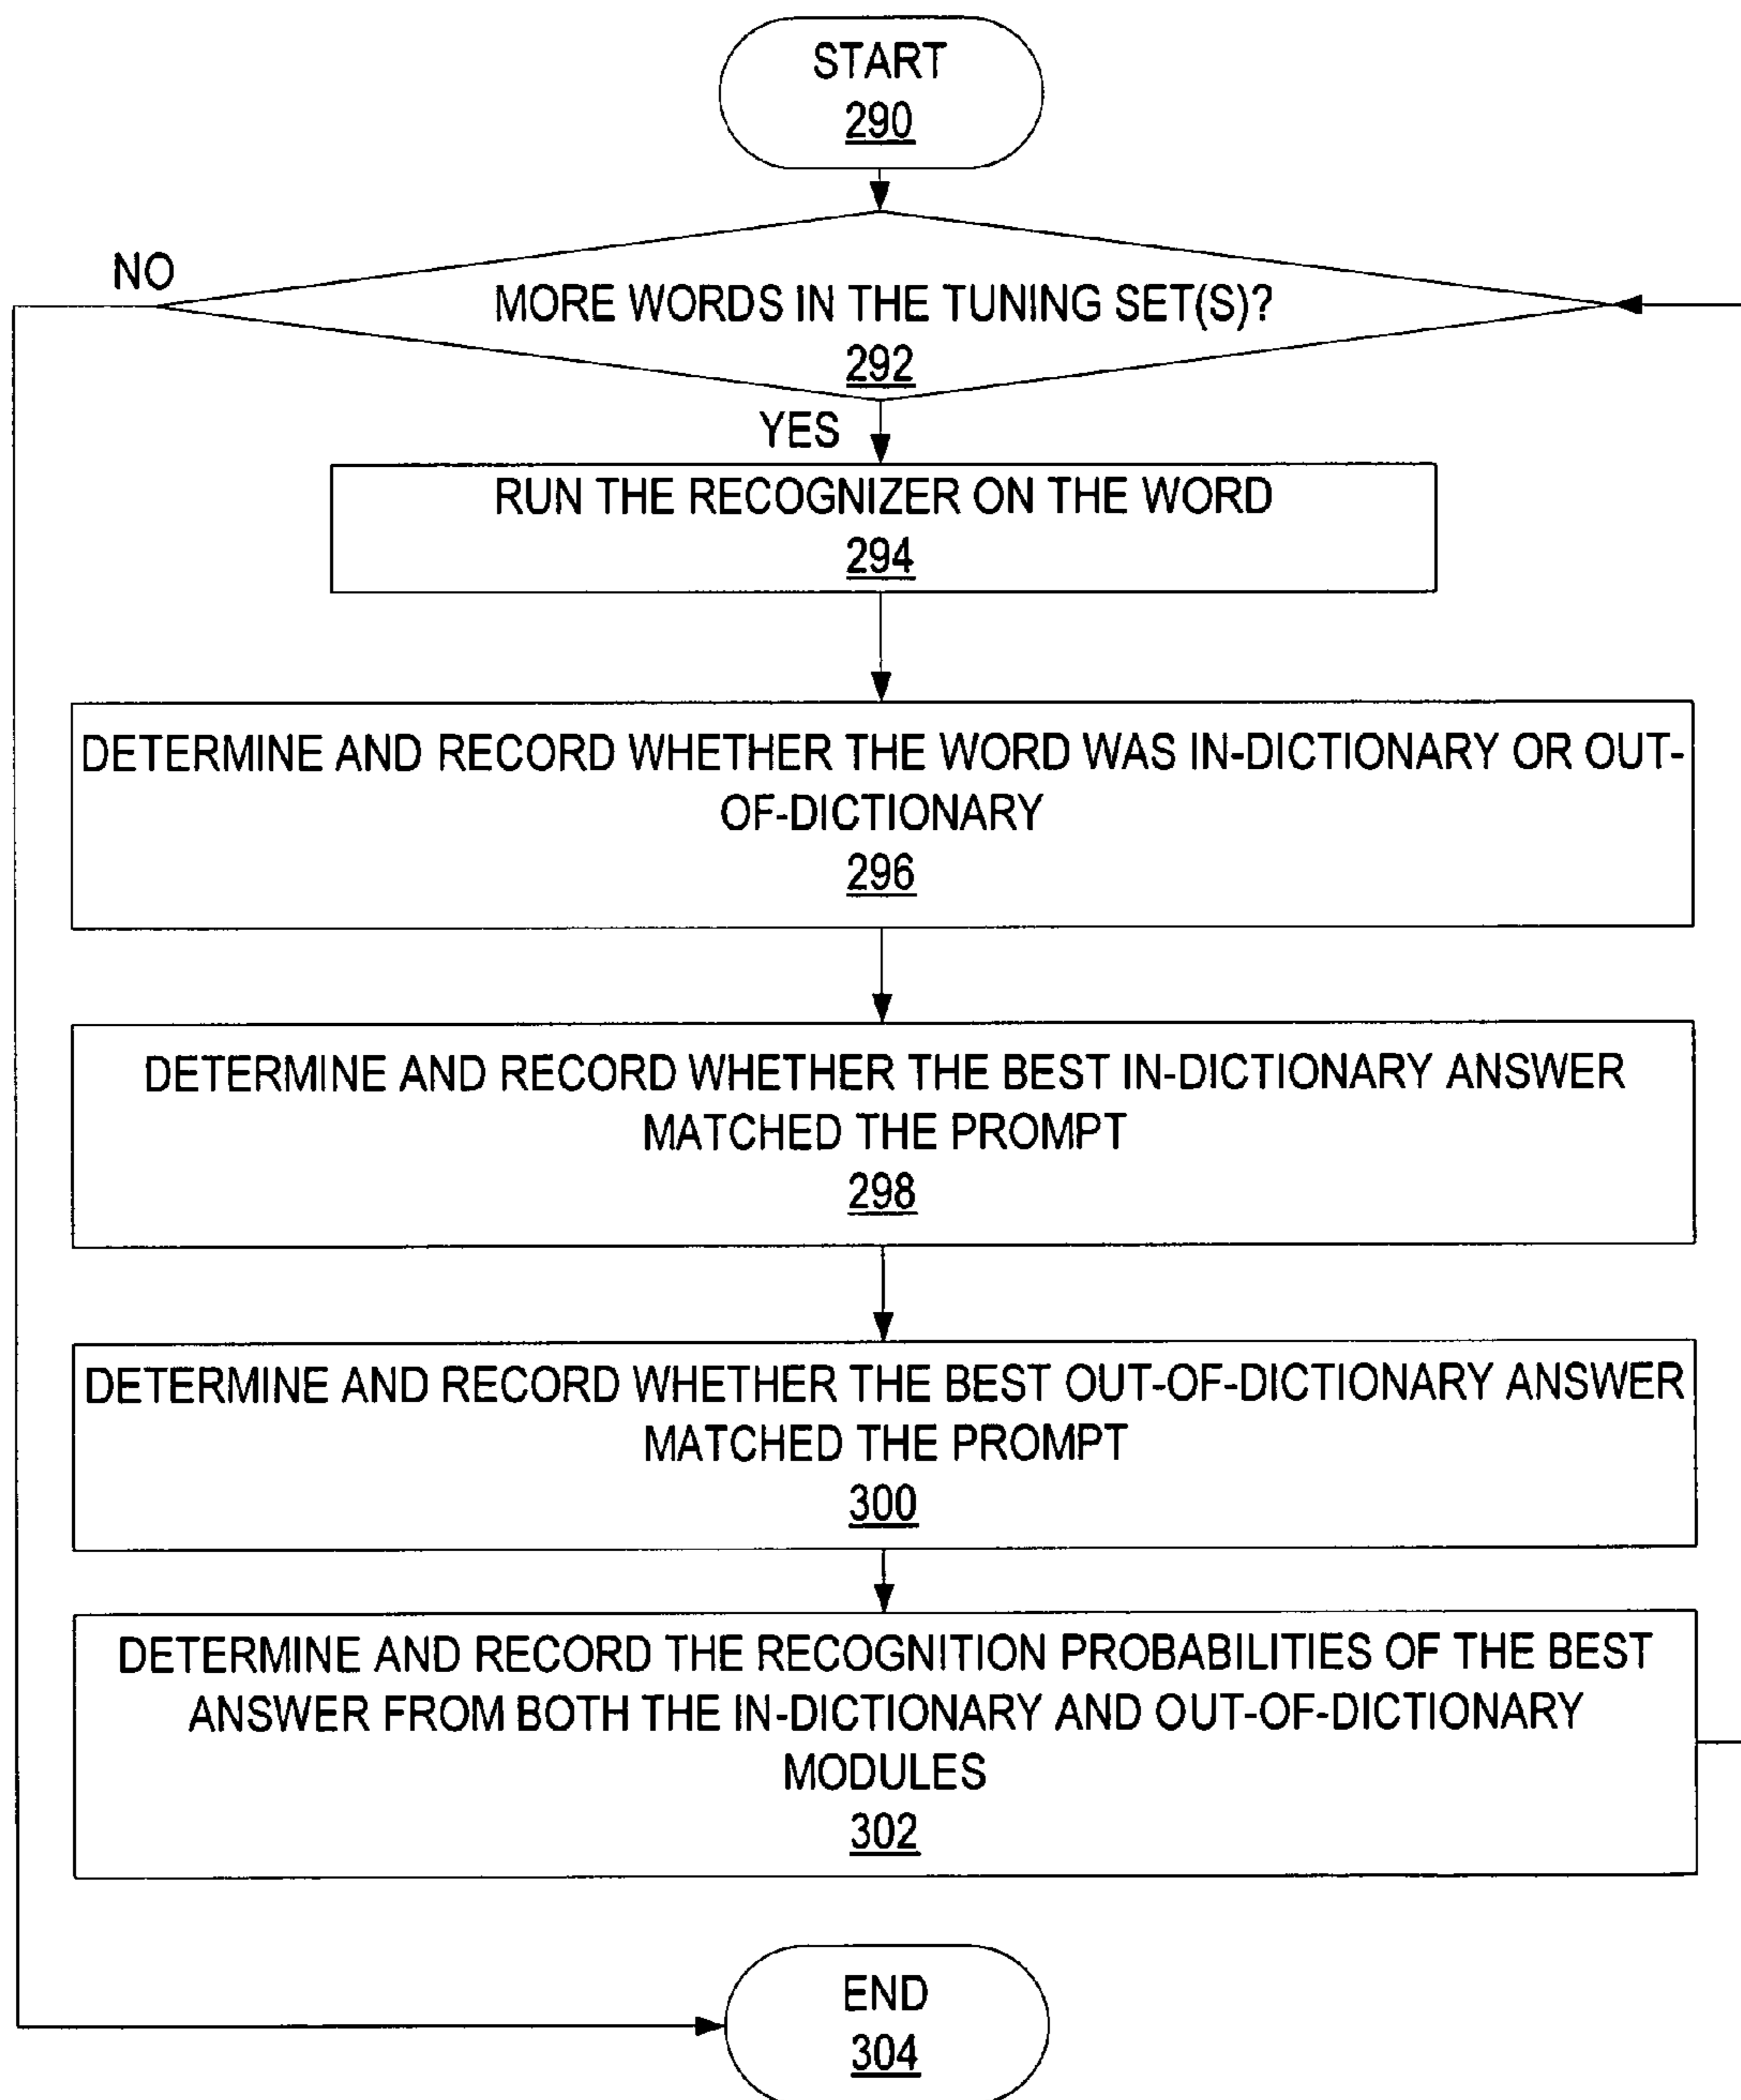 START
290
NO
MORE WORDS IN THE TUNING SET(S)?
292
YES
RUN THE RECOGNIZER ON THE WORD
294
DETERMINE AND RECORD WHETHER THE WORD WAS IN-DICTIONARY OR OUT-
OF-DICTIONARY
296
DETERMINE AND RECORD WHETHER THE BEST IN-DICTIONARY ANSWER
MATCHED THE PROMPT
298
DETERMINE AND RECORD WHETHER THE BEST OUT-OF-DICTIONARY ANSWER
MATCHED THE PROMPT
300
DETERMINE AND RECORD THE RECOGNITION PROBABILITIES OF THE BEST
ANSWER FROM BOTH THE IN-DICTIONARY AND OUT-OF-DICTIONARY
MODULES
302
END
304